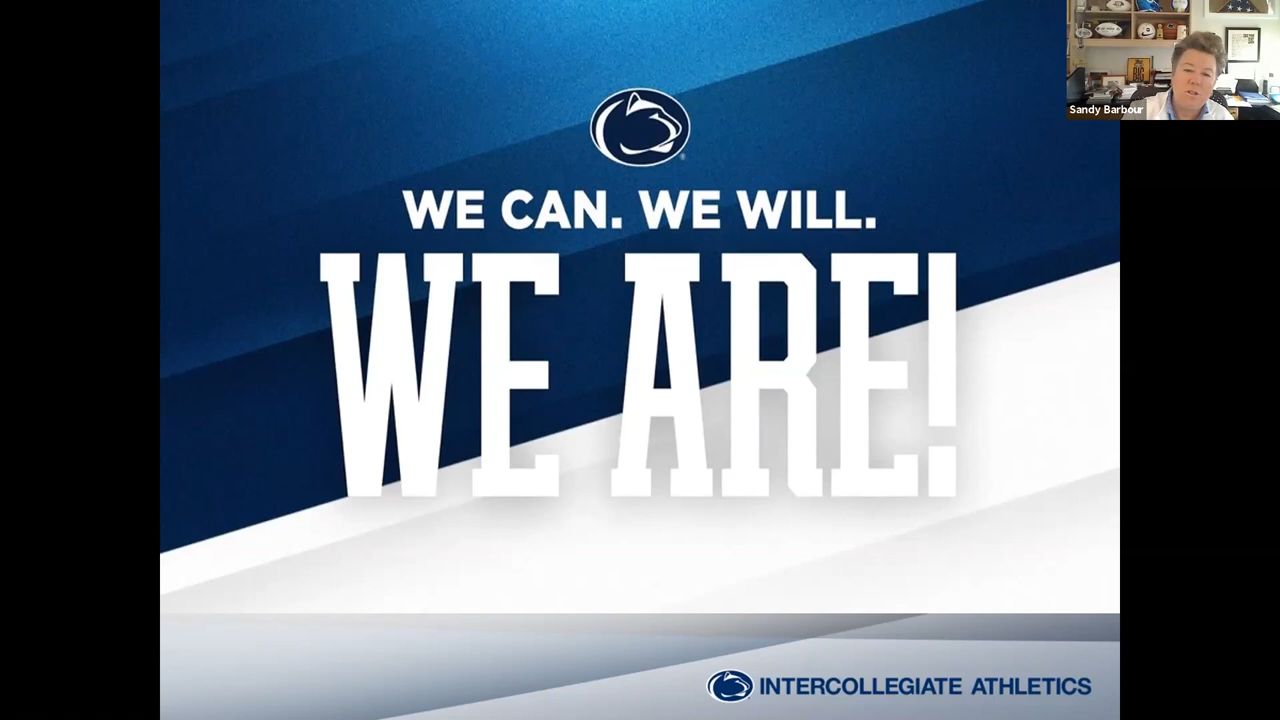 WE CAN. WE WILL.
WE ARE!
INTERCOLLEGIATE ATHLETICS
Sandy Barbour